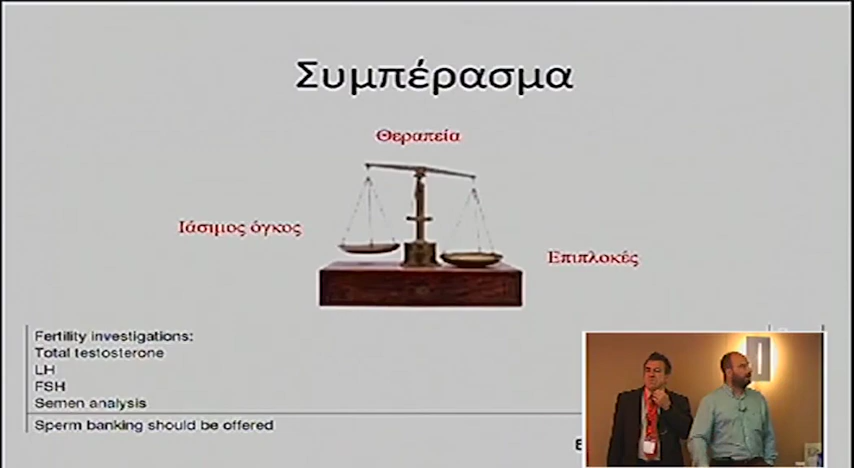 Συμπέρασμα
Θεραπεία
Ιάσιμος όγκος
Επιπλοκές
Fertility investigations:
Total testosterone
LH
FSH
Semen analysis
Sperm banking should be offered